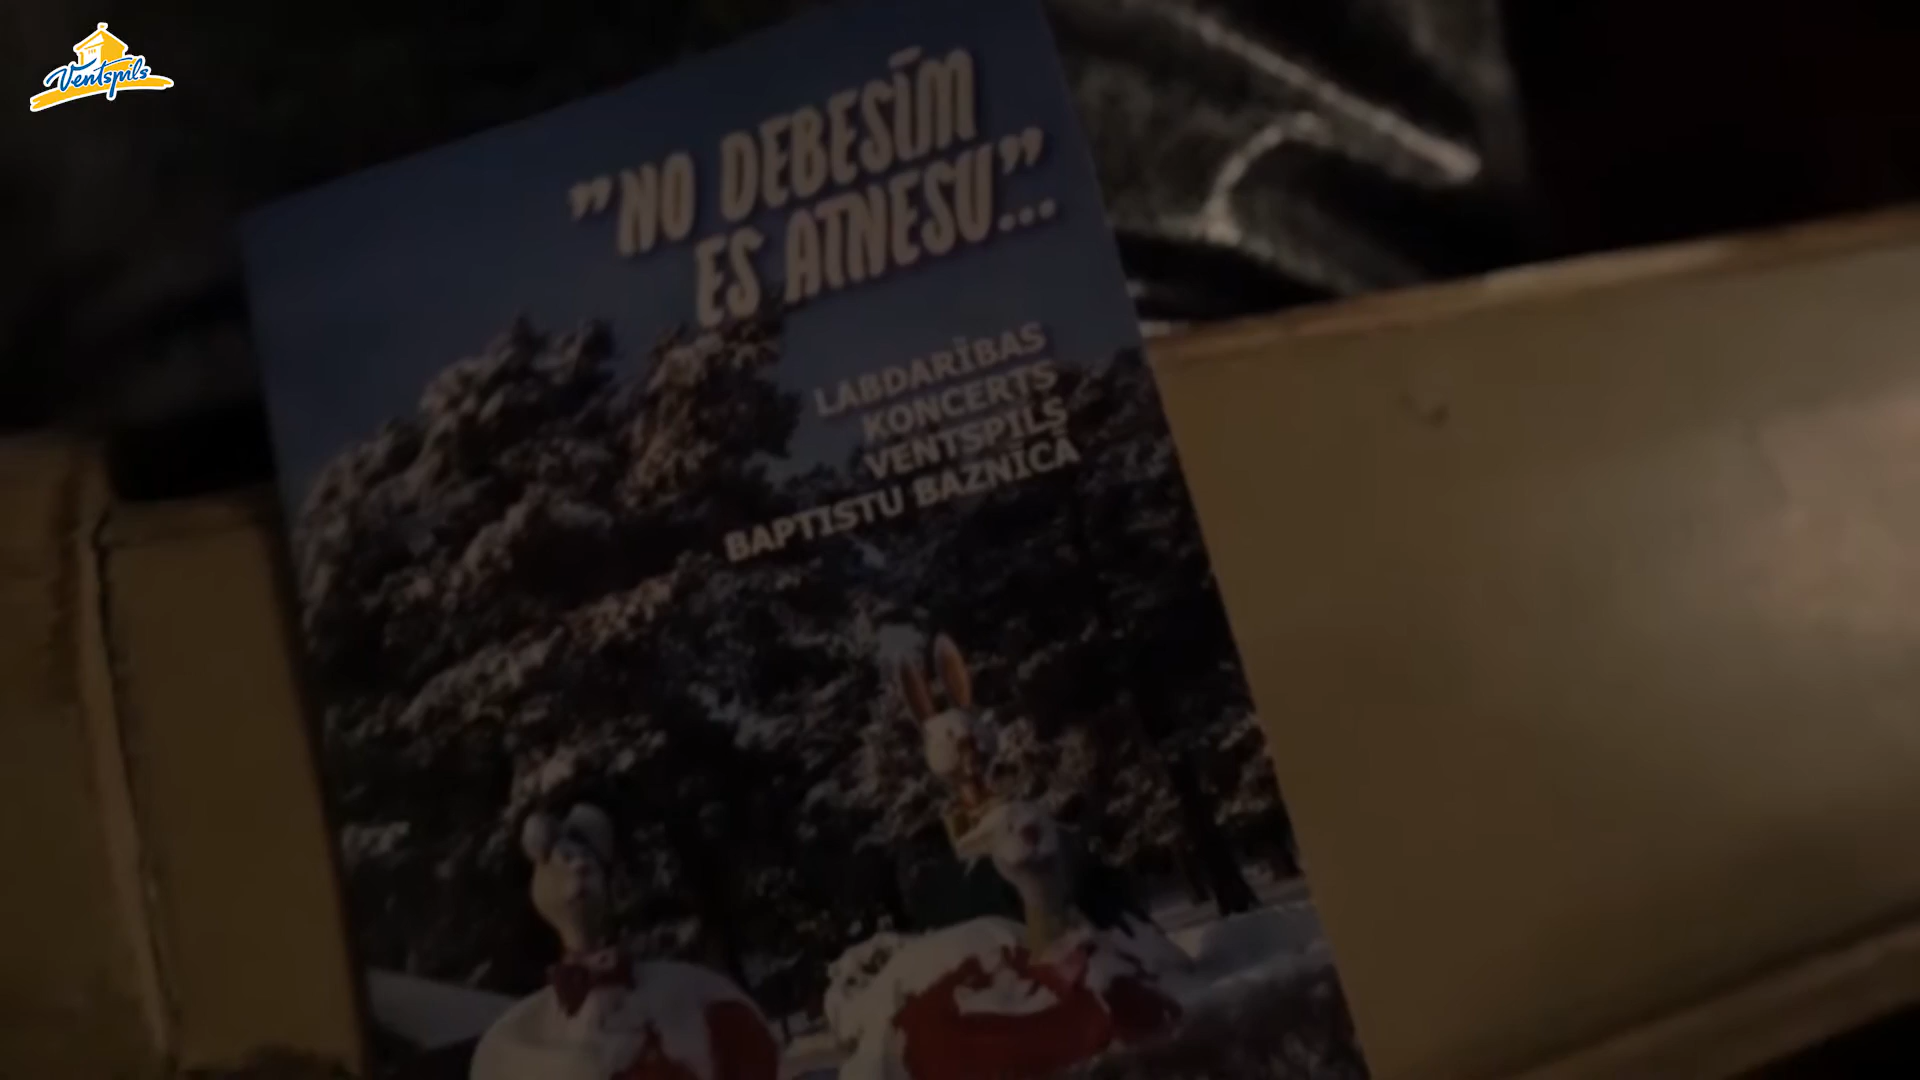 Ventspils
"NO DEBESĪM
ES ATNESU"...
LABDARĪBAS
KONCERTS
VENTSPILS
BAPTISTU BAZNĪCĀ